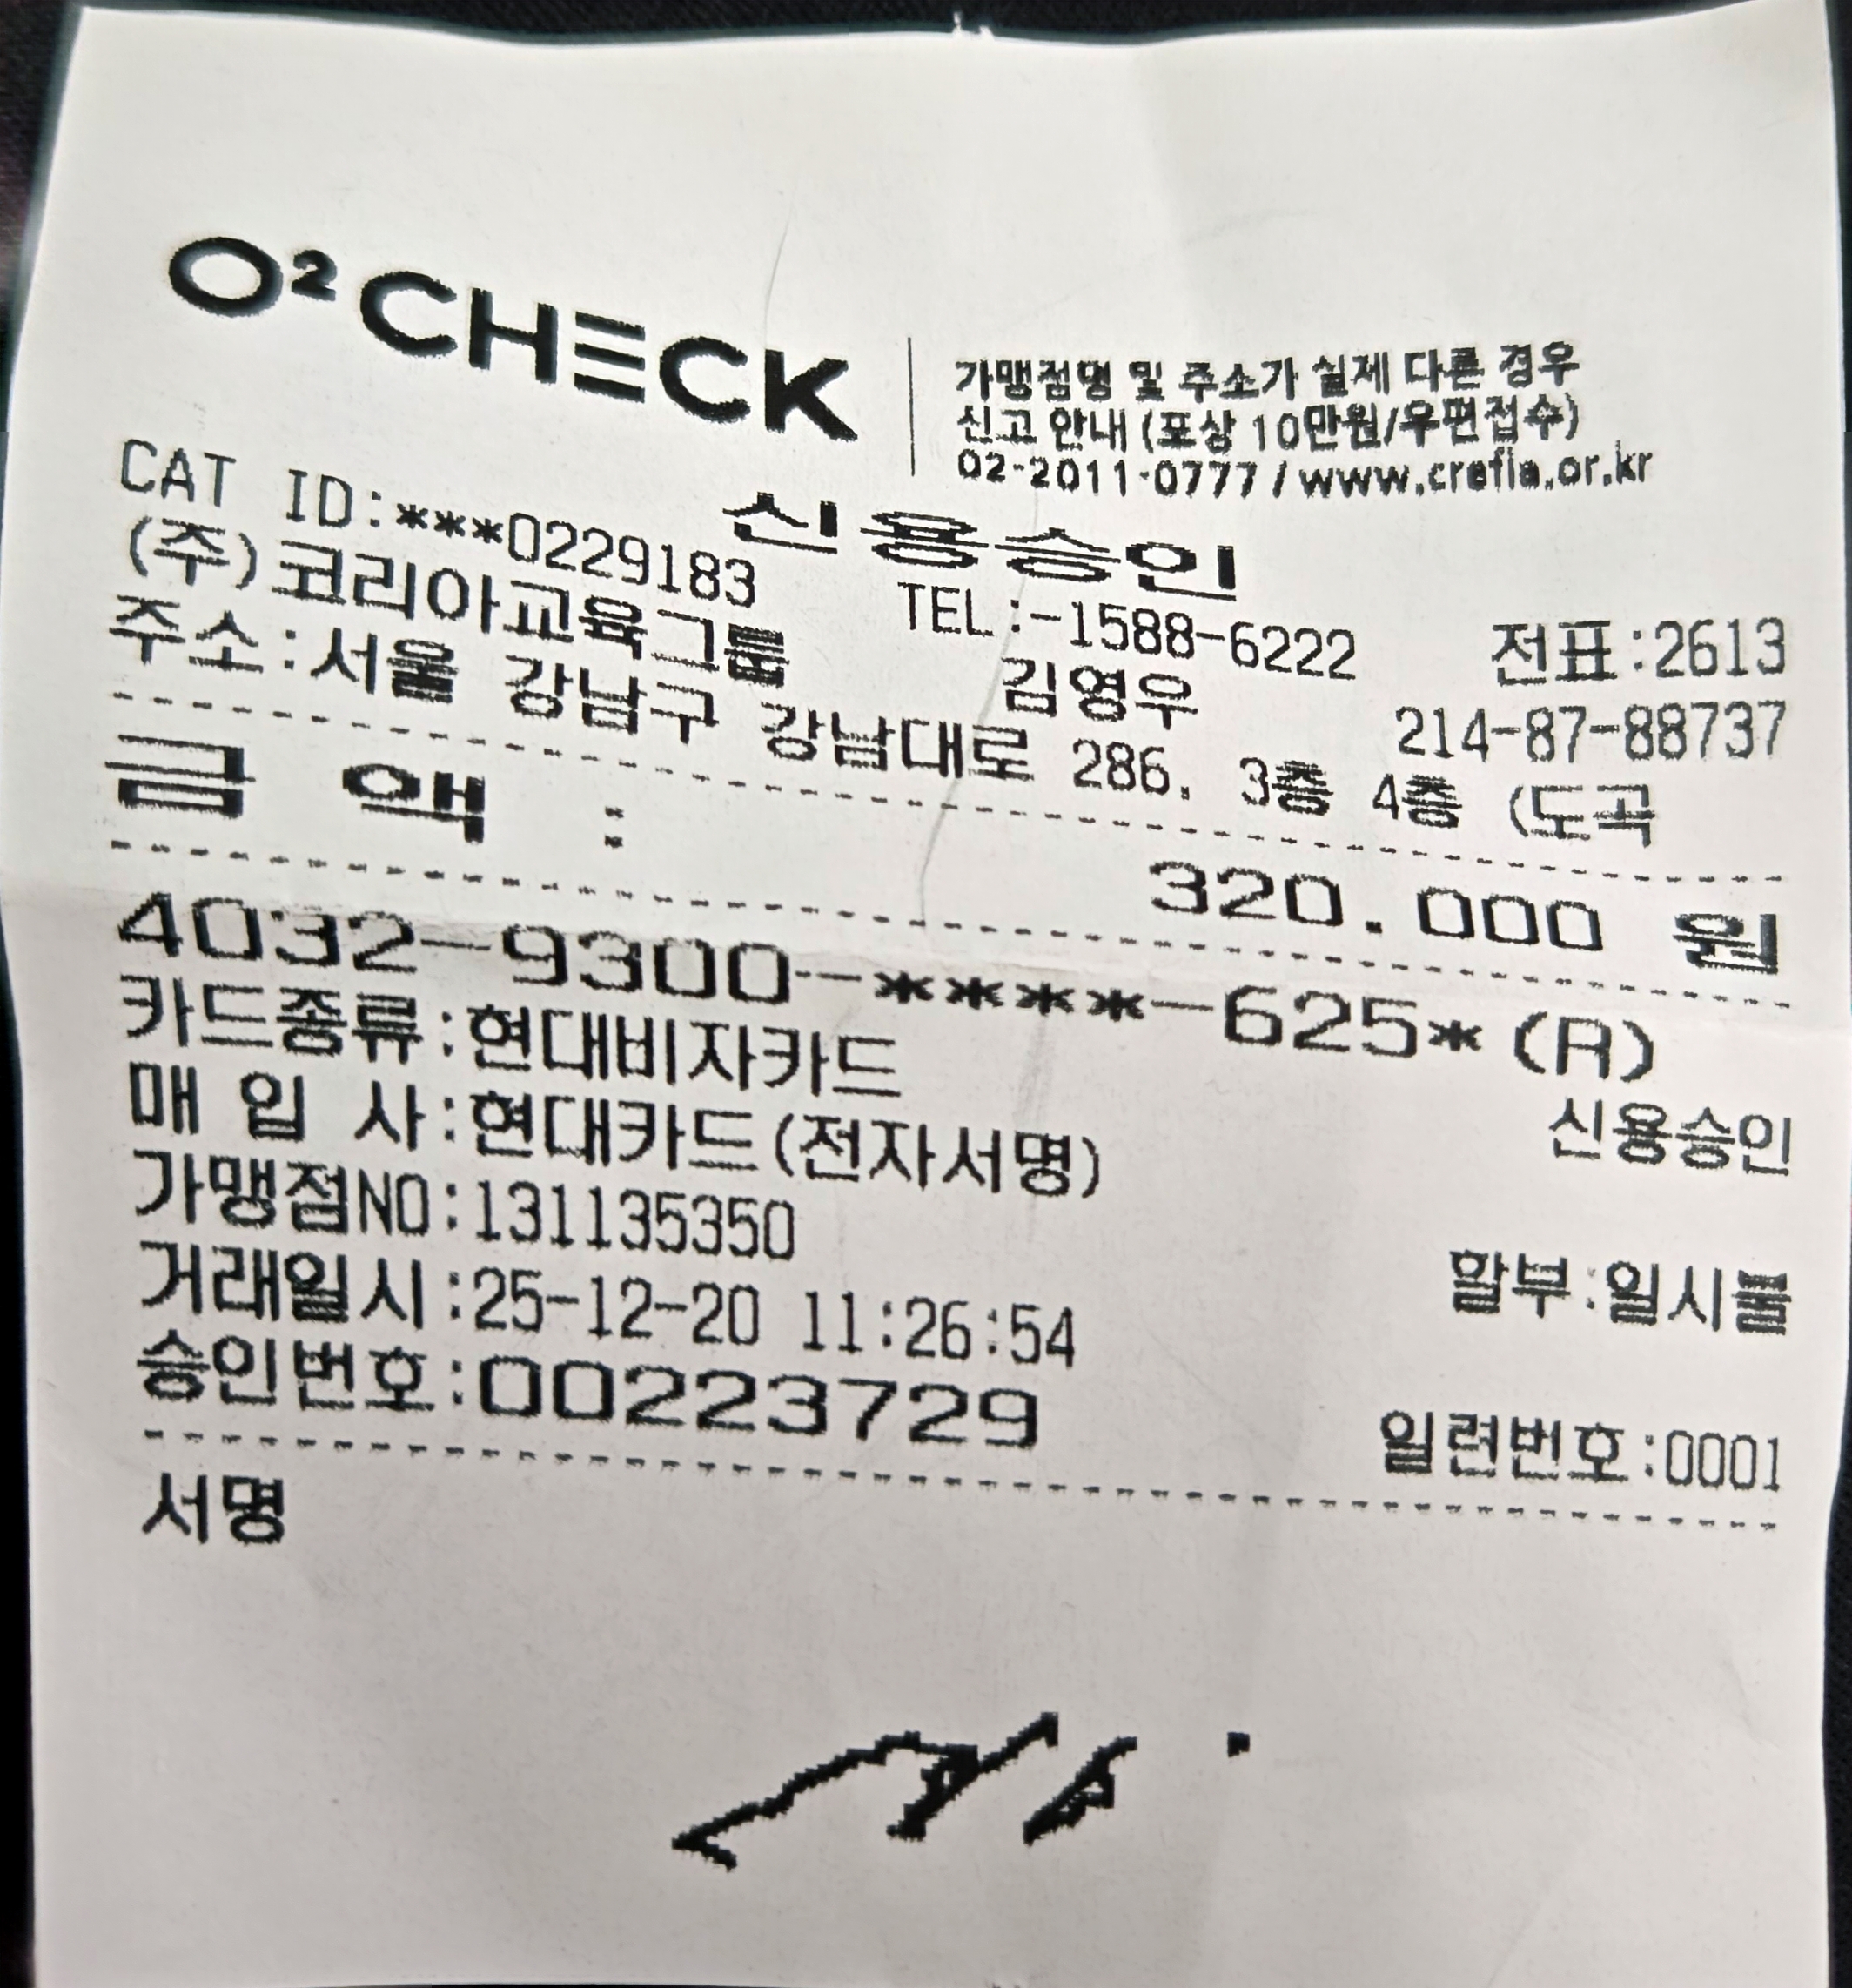 O² CHECK
가맹점명 및 주소가 실제 다른 경우
신고 안내 (포상 10만원/우편접수)
02-2011-0777 / www.crefia.or.kr
신용승인
CAT ID:***0229183 TEL:-1588-6222 전표:2613
(주)코리아교육그룹 김영우 214-87-88737
주소:서울 강남구 강남대로 286. 3층 4층 (도곡
금 액 : 320.000 원
4032-9300-****-625*(R)
카드종류:현대비자카드 신용승인
매 입 사:현대카드(전자서명)
가맹점NO:131135350 할부:일시불
거래일시:25-12-20 11:26:54
승인번호:00223729 일련번호:0001
서명